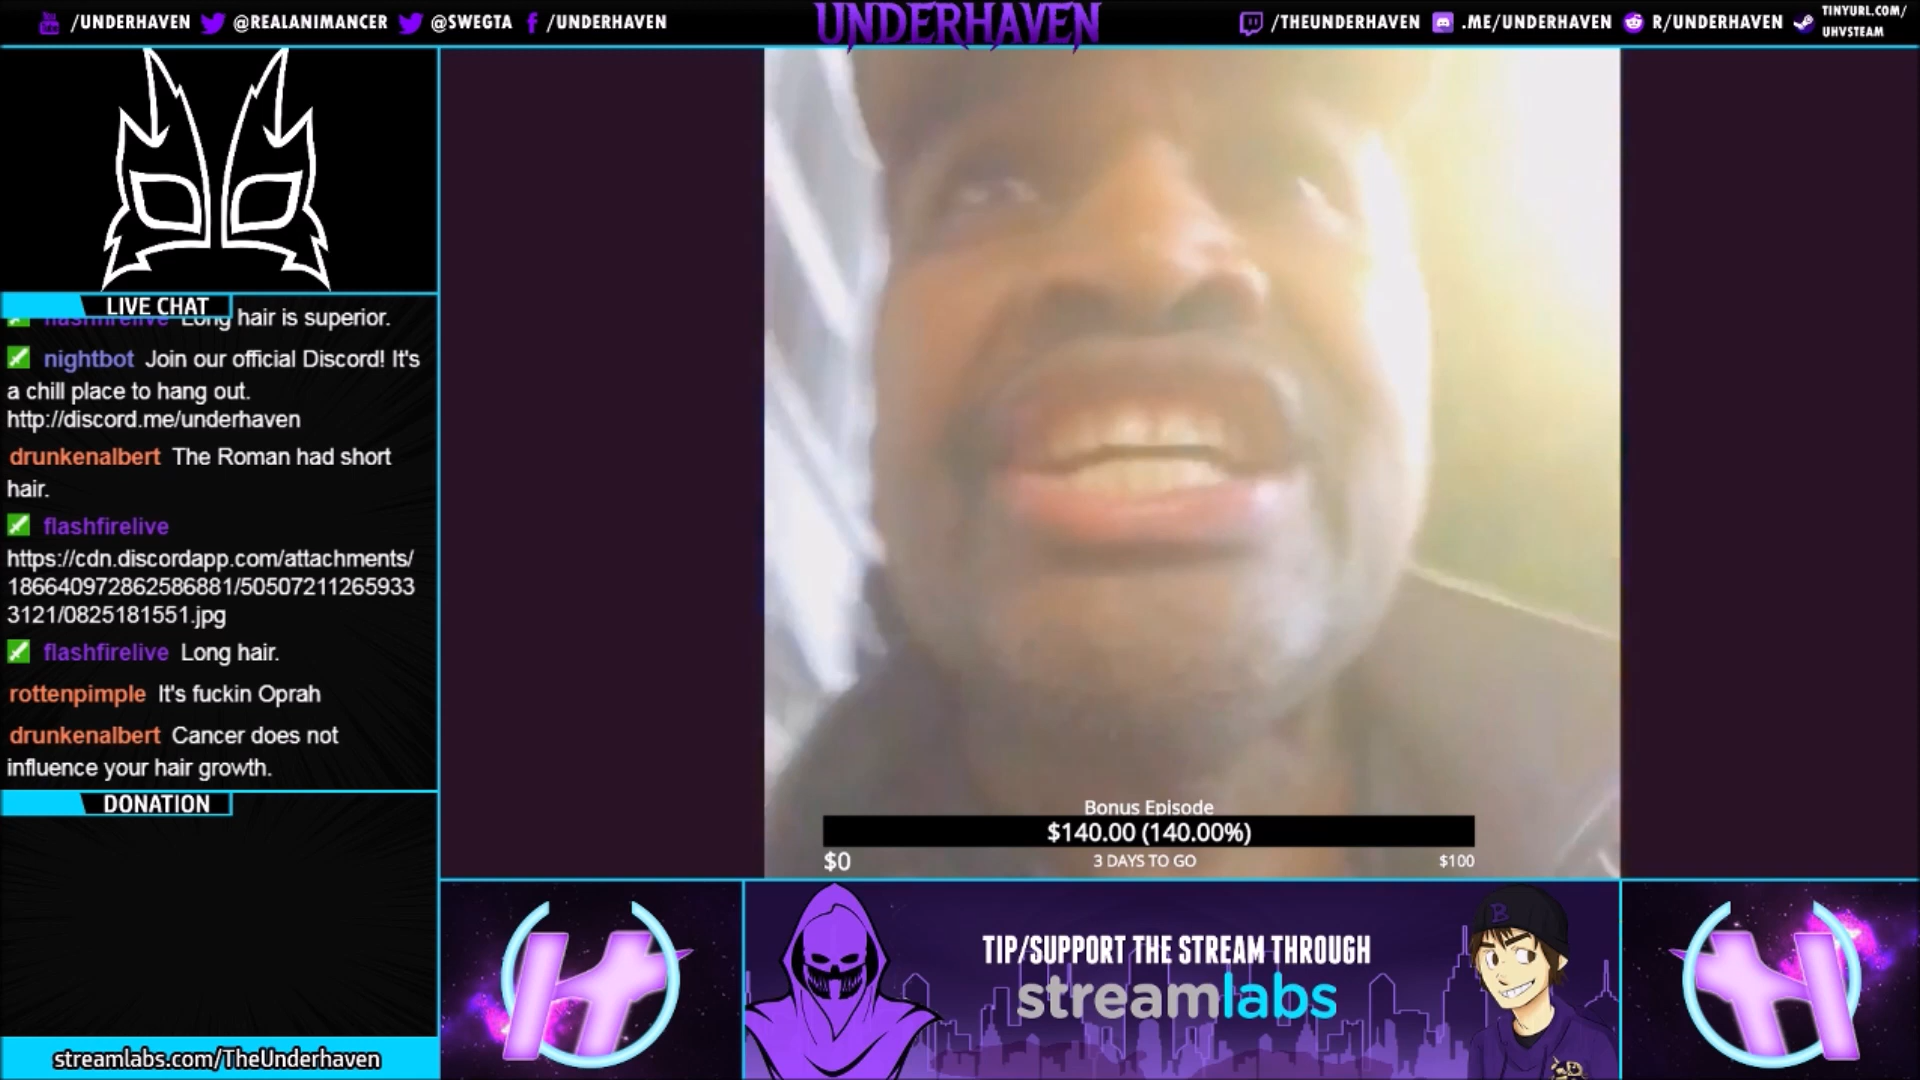 /UNDERHAVEN @REALANIMANCER @SWEGTA /UNDERHAVEN
UNDERHAVEN
/THEUNDERHAVEN .ME/UNDERHAVEN R/UNDERHAVEN TINYURL.COM/
UHVSTEAM
LIVE CHAT
flashfirelive Long hair is superior.
nightbot Join our official Discord! It's
a chill place to hang out.
http://discord.me/underhaven
drunkenalbert The Roman had short
hair.
flashfirelive
https://cdn.discordapp.com/attachments/
186640972862586881/50507211265933
3121/0825181551.jpg
flashfirelive Long hair.
rottenpimple It's fuckin Oprah
drunkenalbert Cancer does not
influence your hair growth.
DONATION
streamlabs.com/TheUnderhaven
Bonus Episode
$140.00 (140.00%)
$0 3 DAYS TO GO $100
TIP/SUPPORT THE STREAM THROUGH
streamlabs
B